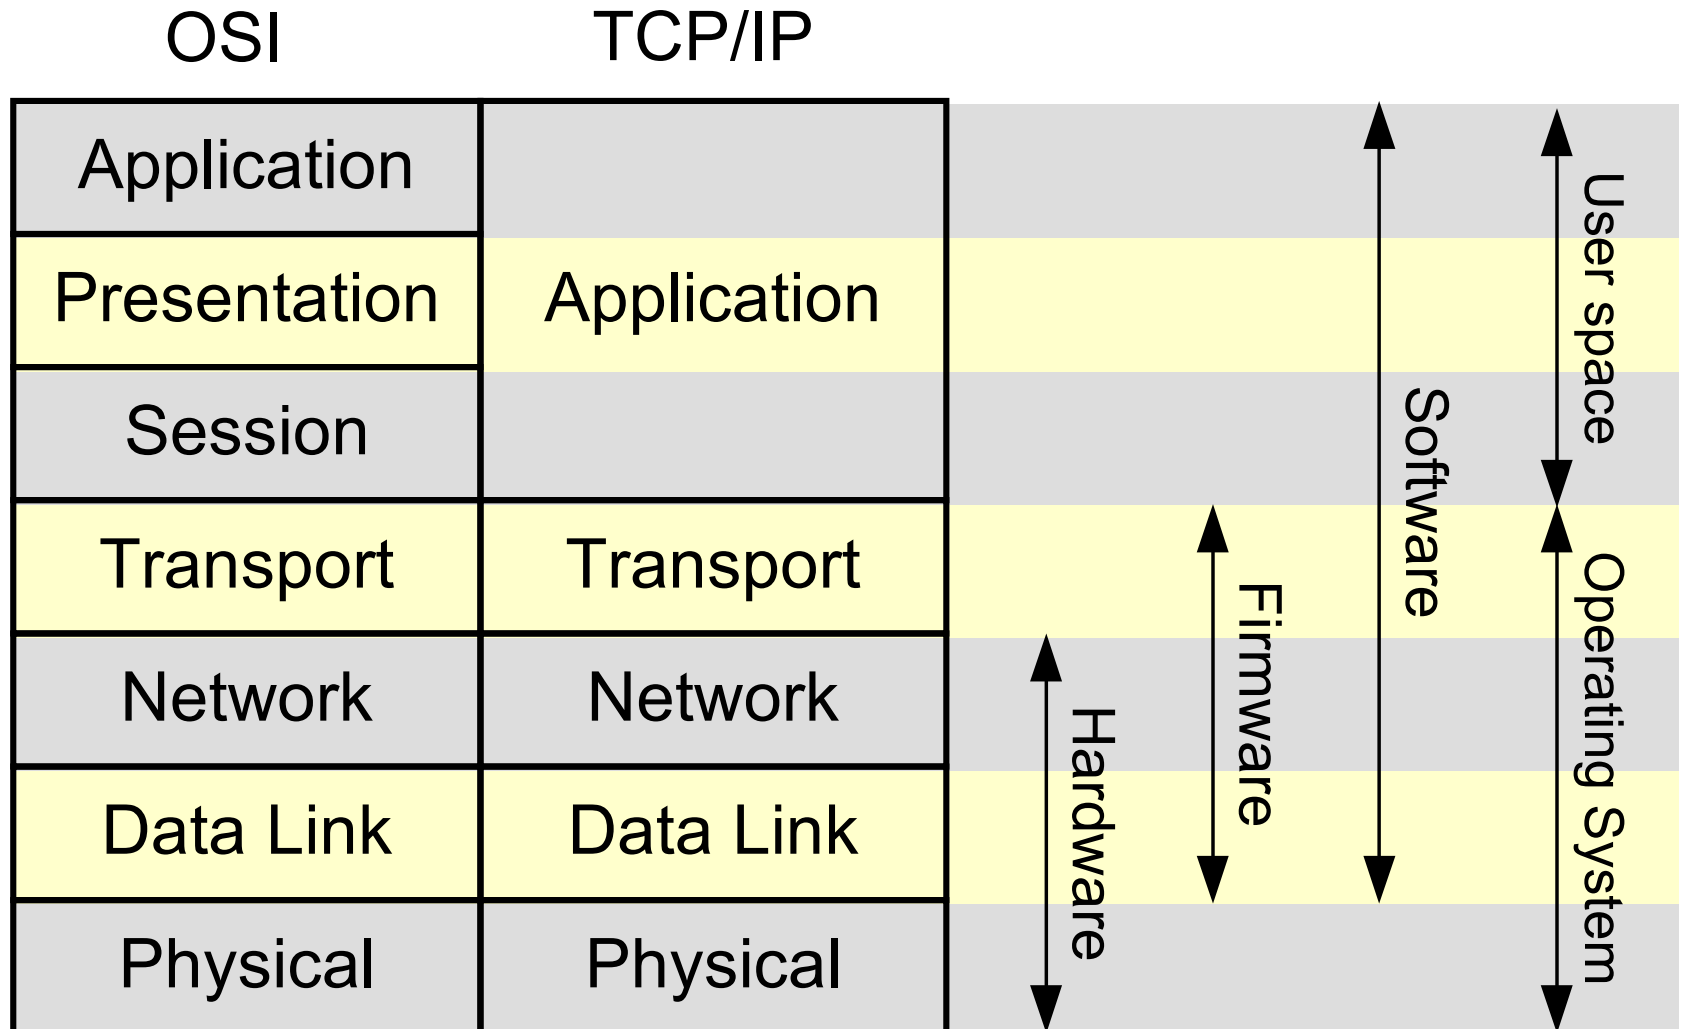 OSI TCP/IP
Application
Presentation Application
Session
Transport Transport
Network Network
Data Link Data Link
Physical Physical
Hardware
Firmware
Software
User space
Operating System